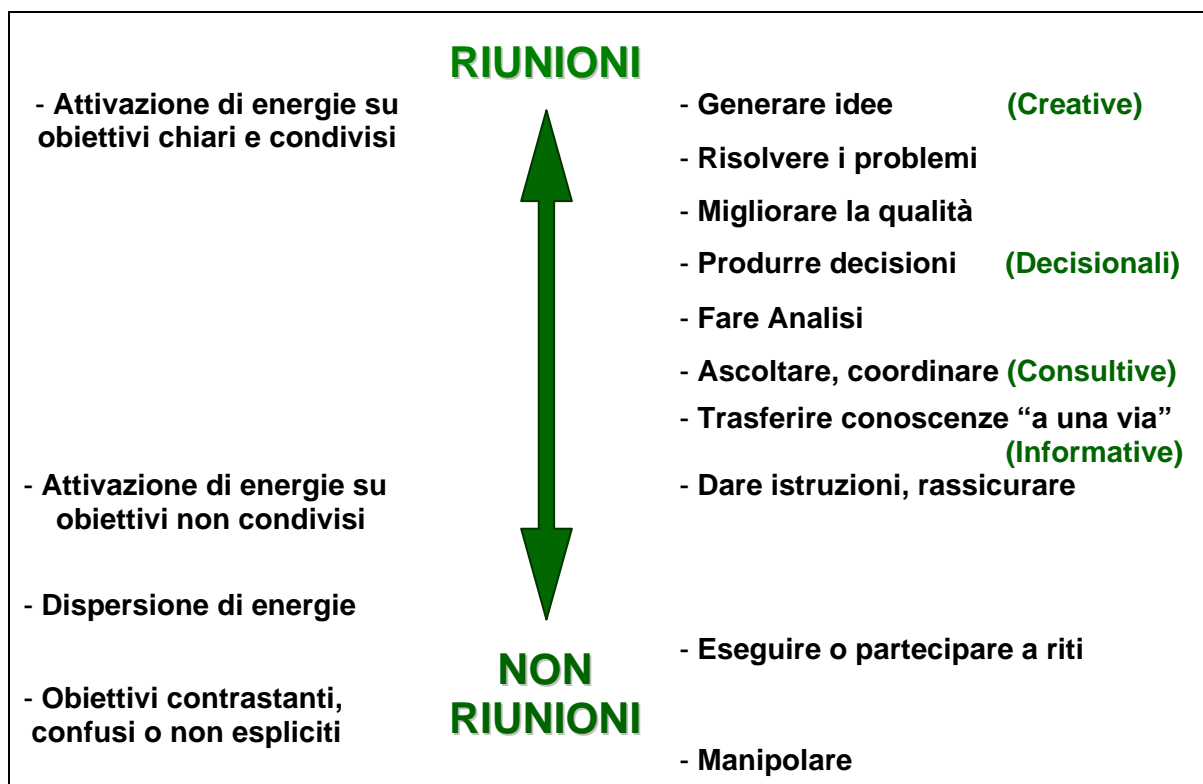 RIUNIONI
- Attivazione di energie su
obiettivi chiari e condivisi
- Attivazione di energie su
obiettivi non condivisi
- Dispersione di energie
- Obiettivi contrastanti,
confusi o non espliciti
- Generare idee (Creative)
- Risolvere i problemi
- Migliorare la qualità
- Produrre decisioni (Decisionali)
- Fare Analisi
- Ascoltare, coordinare (Consultive)
- Trasferire conoscenze “a una via”
(Informative)
- Dare istruzioni, rassicurare
- Eseguire o partecipare a riti
- Manipolare
NON
RIUNIONI